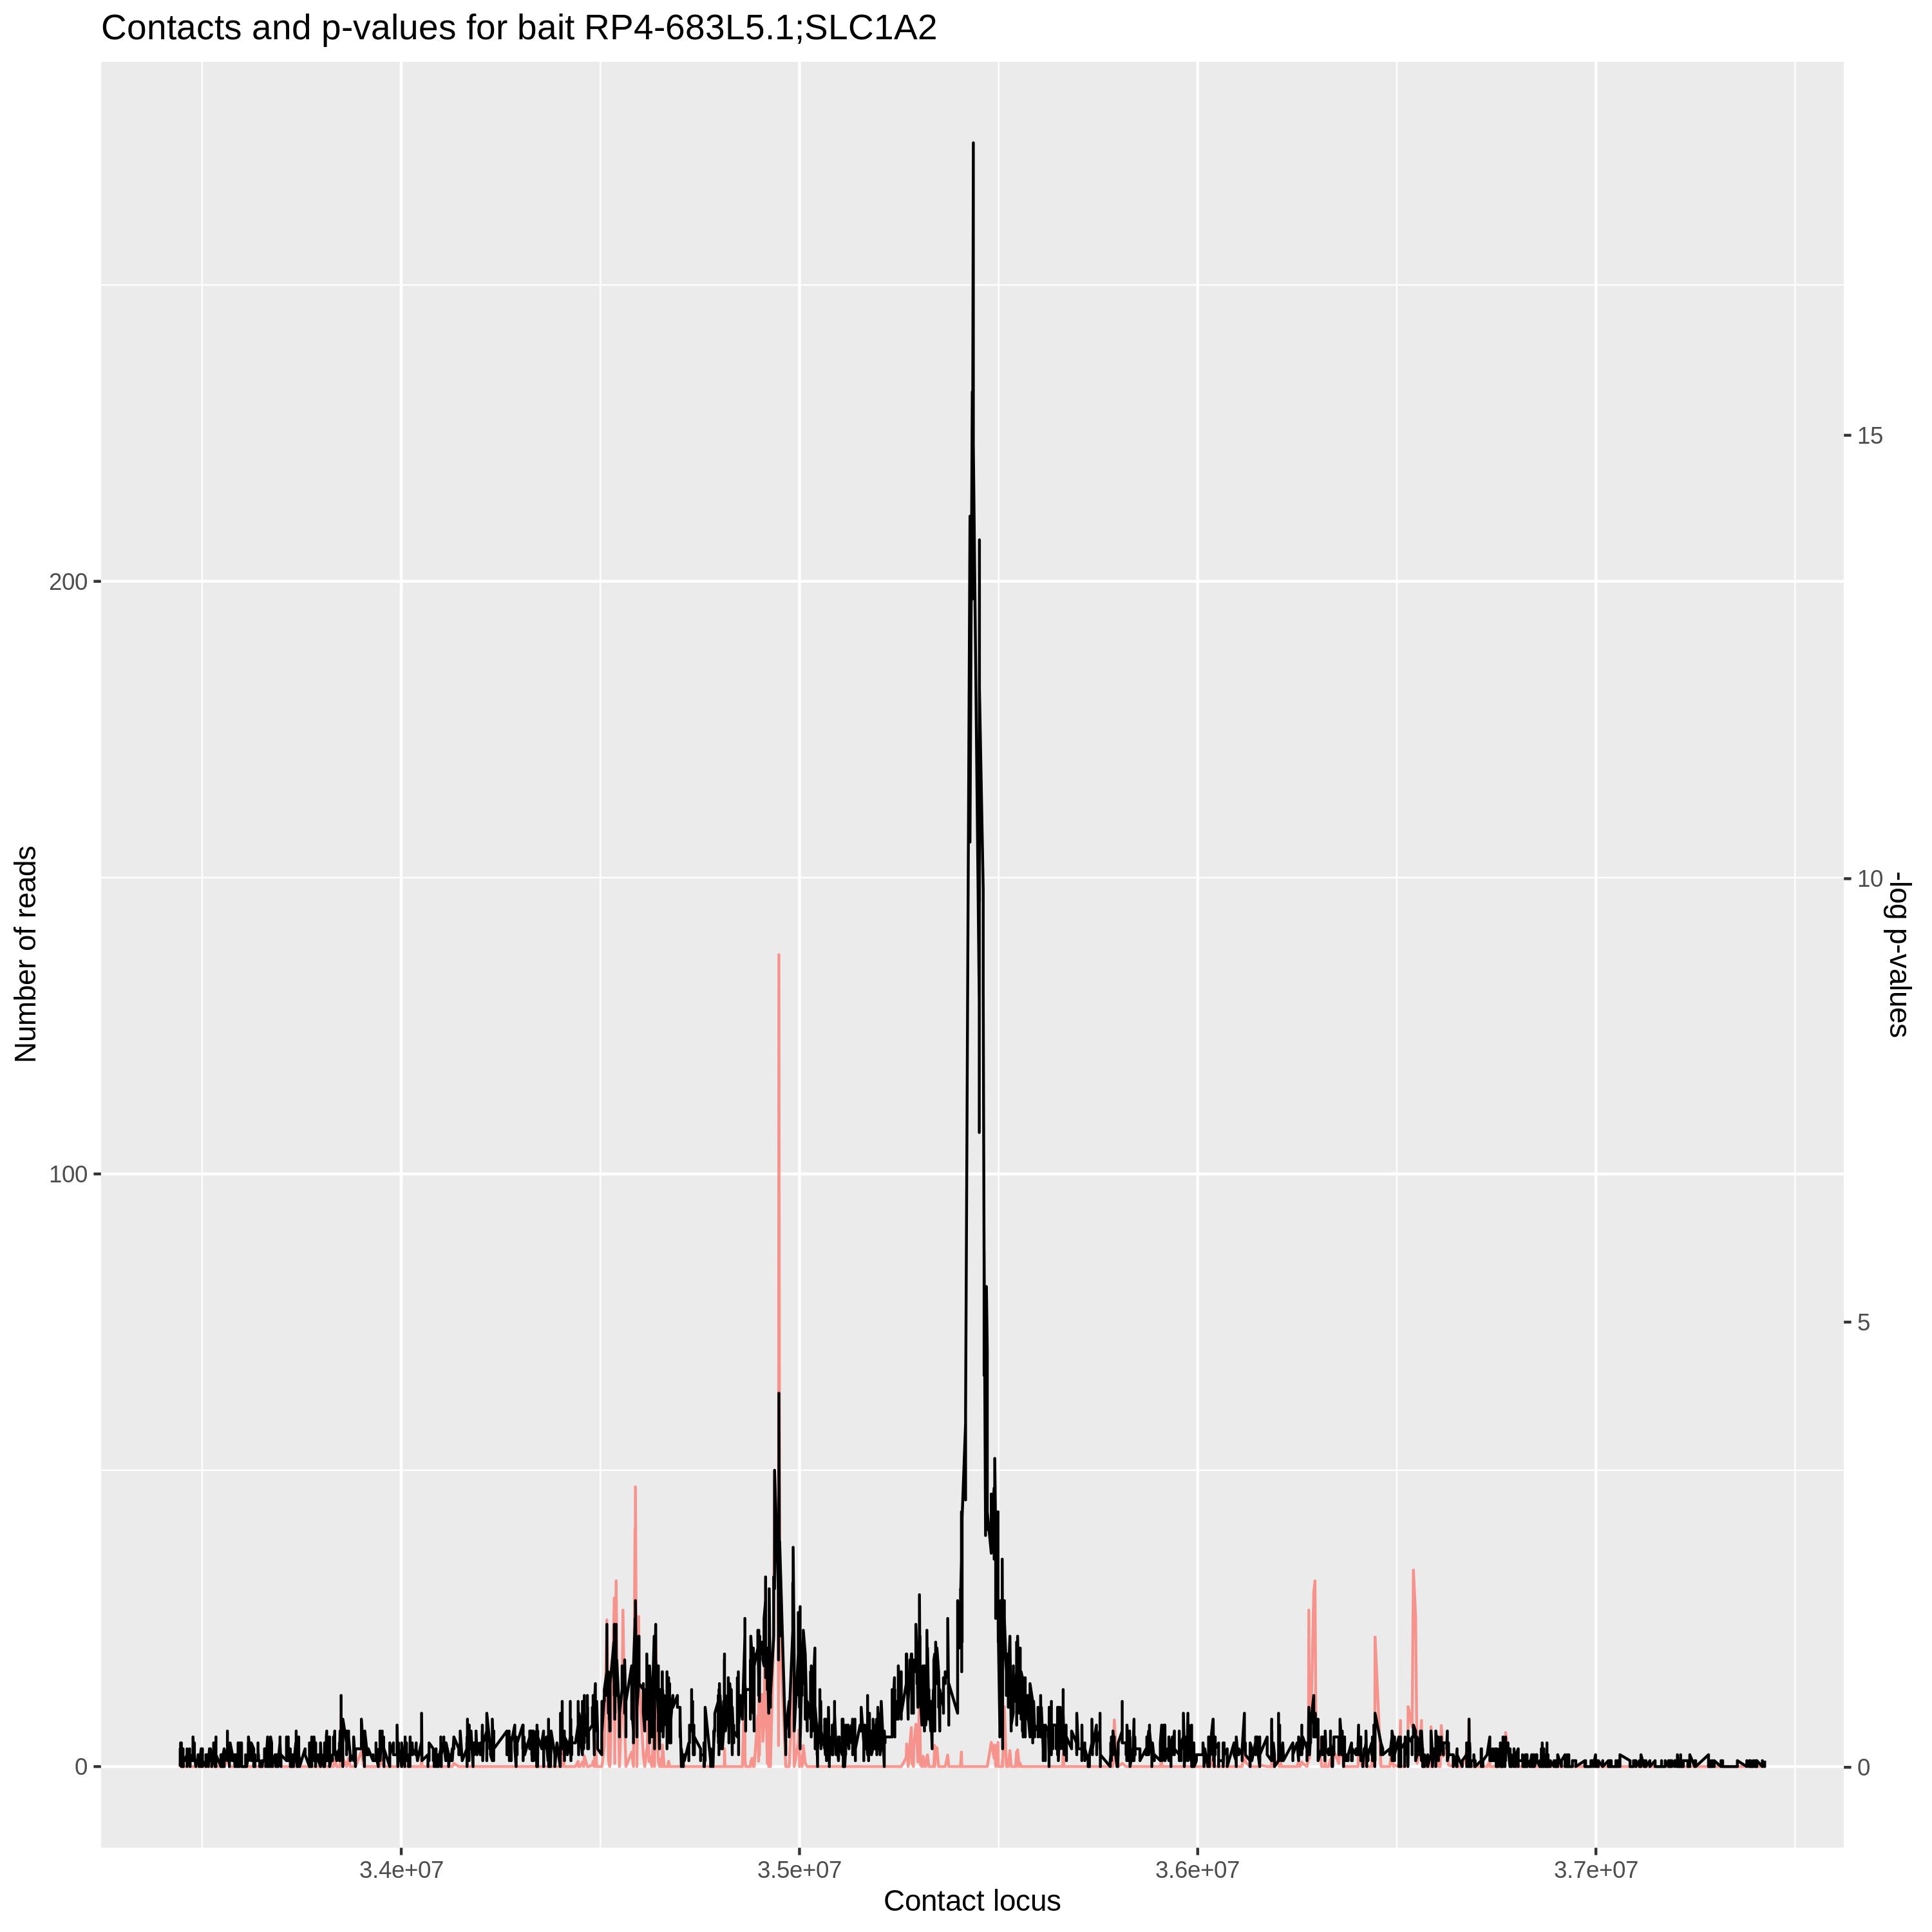 Contacts and p-values for bait RP4-683L5.1;SLC1A2
Number of reads
200
100
0
15
10
5
0
-log p-values
3.4e+07
3.5e+07
3.6e+07
3.7e+07
Contact locus